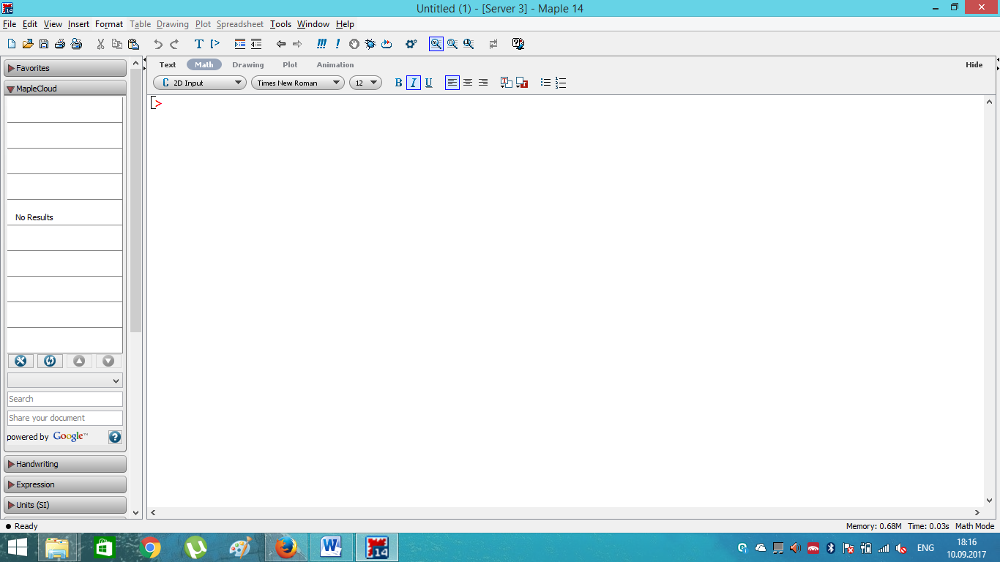 Untitled (1) - [Server 3] - Maple 14
File Edit View Insert Format Table Drawing Plot Spreadsheet Tools Window Help
Favorites
MapleCloud
No Results
Search
Share your document
powered by Google™
Handwriting
Expression
Units (SI)
Text Math Drawing Plot Animation Hide
C 2D Input Times New Roman 12 B I U
>
Ready Memory: 0.68M Time: 0.03s Math Mode
ENG 18:16
10.09.2017